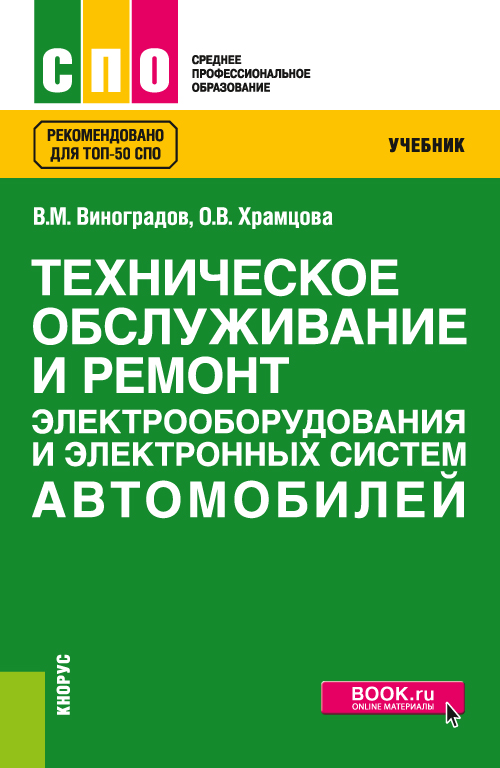 СПО
СРЕДНЕЕ
ПРОФЕССИОНАЛЬНОЕ
ОБРАЗОВАНИЕ
РЕКОМЕНДОВАНО
ДЛЯ ТОП-50 СПО
УЧЕБНИК
В.М. Виноградов, О.В. Храмцова
ТЕХНИЧЕСКОЕ
ОБСЛУЖИВАНИЕ
И РЕМОНТ
ЭЛЕКТРООБОРУДОВАНИЯ
И ЭЛЕКТРОННЫХ СИСТЕМ
АВТОМОБИЛЕЙ
КНОРУС
BOOK.ru
ONLINE МАТЕРИАЛЫ